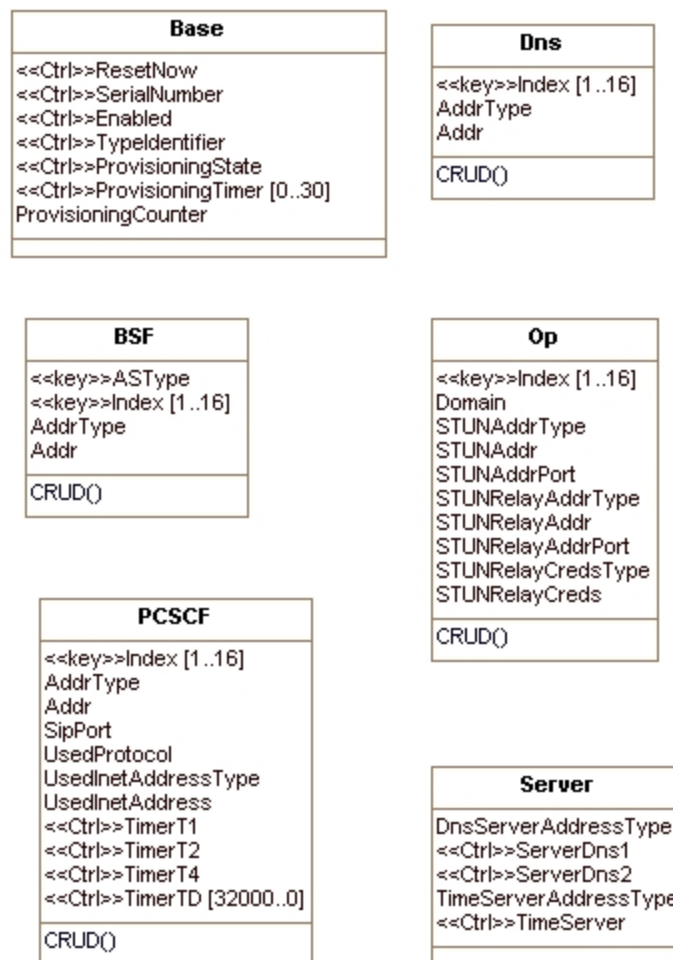 Base
<<Ctrl>>ResetNow
<<Ctrl>>SerialNumber
<<Ctrl>>Enabled
<<Ctrl>>TypeIdentifier
<<Ctrl>>ProvisioningState
<<Ctrl>>ProvisioningTimer [0..30]
ProvisioningCounter
Dns
<<key>>Index [1..16]
AddrType
Addr
CRUD()
BSF
<<key>>ASType
<<key>>Index [1..16]
AddrType
Addr
CRUD()
Op
<<key>>Index [1..16]
Domain
STUNAddrType
STUNAddr
STUNAddrPort
STUNRelayAddrType
STUNRelayAddr
STUNRelayAddrPort
STUNRelayCredsType
STUNRelayCreds
CRUD()
PCSCF
<<key>>Index [1..16]
AddrType
Addr
SipPort
UsedProtocol
UsedInetAddressType
UsedInetAddress
<<Ctrl>>TimerT1
<<Ctrl>>TimerT2
<<Ctrl>>TimerT4
<<Ctrl>>TimerTD [32000..0]
CRUD()
Server
DnsServerAddressType
<<Ctrl>>ServerDns1
<<Ctrl>>ServerDns2
TimeServerAddressType
<<Ctrl>>TimeServer